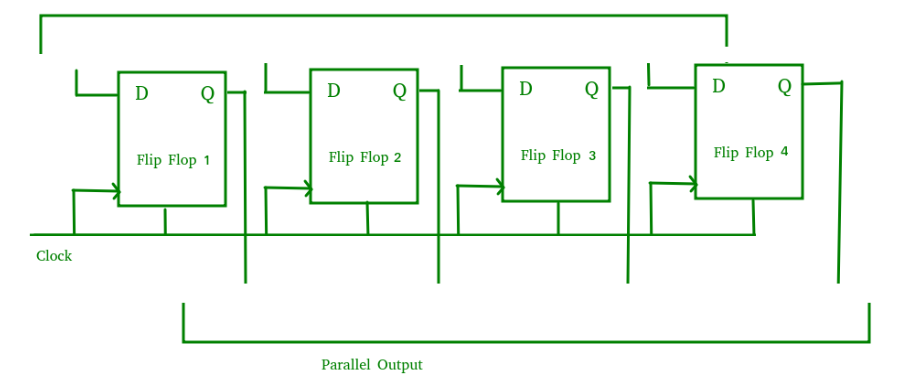 D Q
Flip Flop 1
D Q
Flip Flop 2
D Q
Flip Flop 3
D Q
Flip Flop 4
Clock
Parallel Output